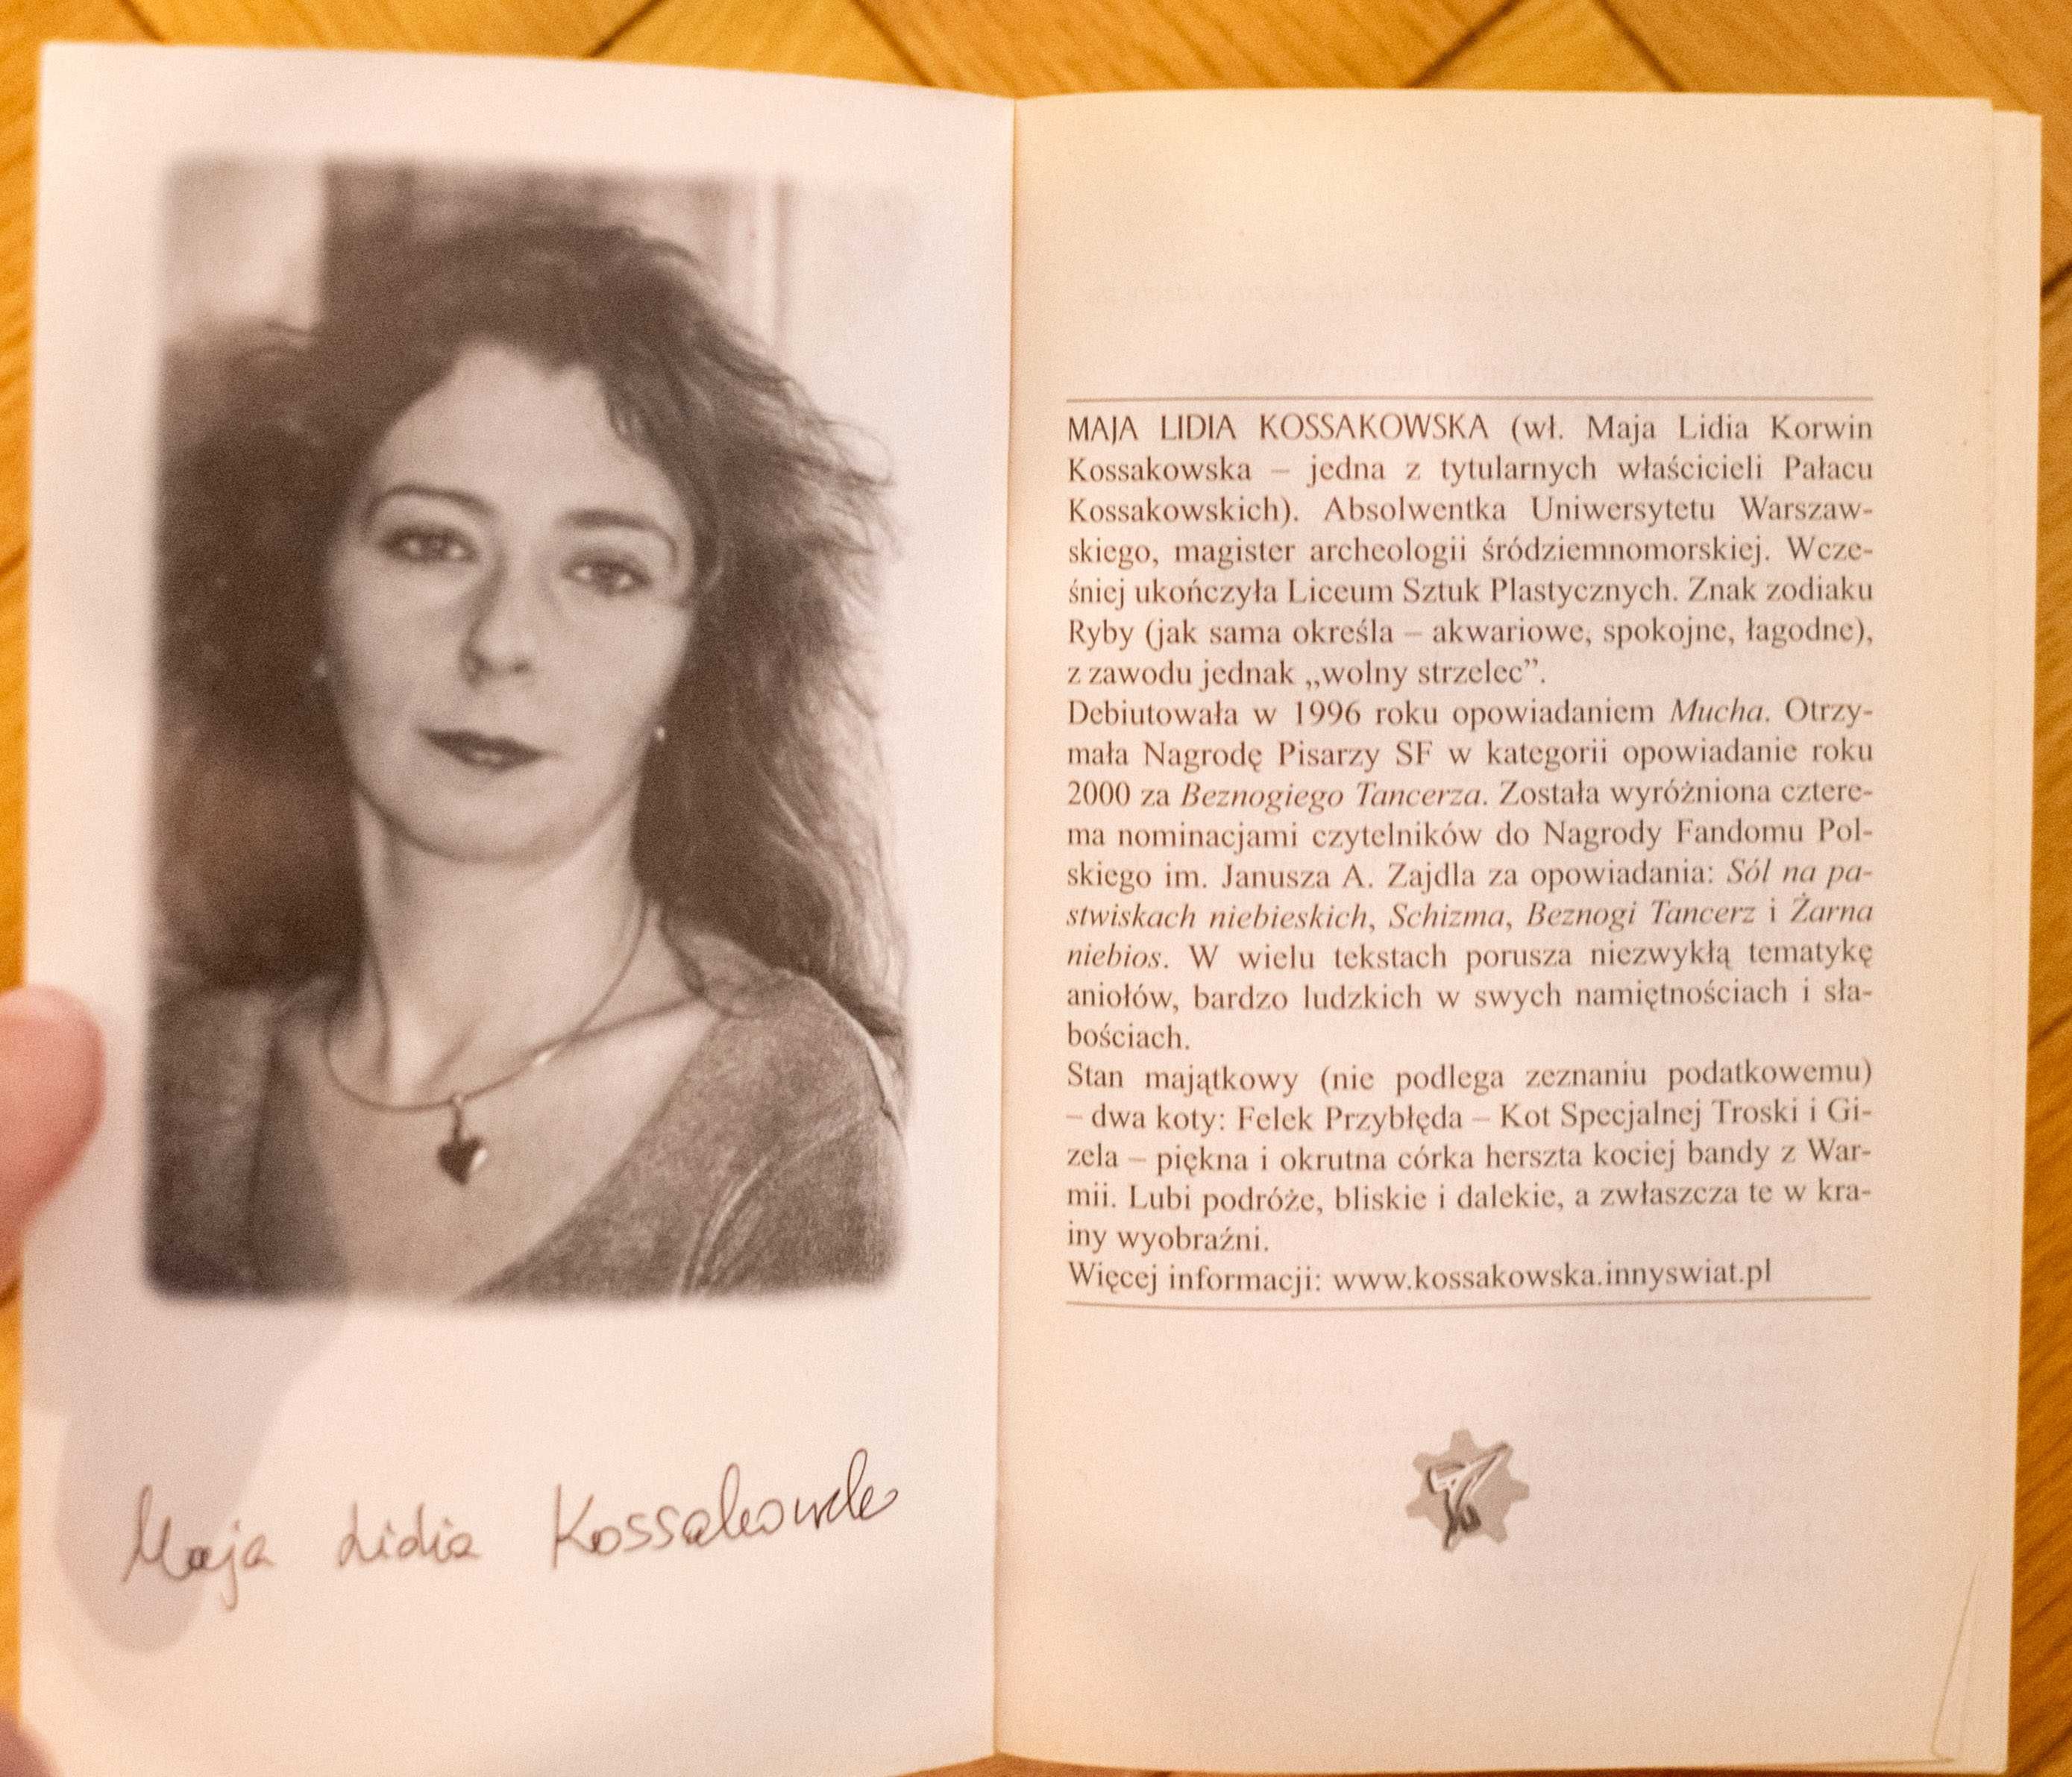 Maja Lidia Kossakowska
MAJA LIDIA KOSSAKOWSKA (wł. Maja Lidia Korwin
Kossakowska – jedna z tytularnych właścicieli Pałacu
Kossakowskich). Absolwentka Uniwersytetu Warszaw-
skiego, magister archeologii śródziemnomorskiej. Wcze-
śniej ukończyła Liceum Sztuk Plastycznych. Znak zodiaku
Ryby (jak sama określa – akwariowe, spokojne, łagodne),
z zawodu jednak „wolny strzelec”.
Debiutowała w 1996 roku opowiadaniem Mucha. Otrzy-
mała Nagrodę Pisarzy SF w kategorii opowiadanie roku
2000 za Beznogiego Tancerza. Została wyróżniona cztere-
ma nominacjami czytelników do Nagrody Fandomu Pol-
skiego im. Janusza A. Zajdla za opowiadania: Sól na pa-
stwiskach niebieskich, Schizma, Beznogi Tancerz i Żarna
niebios. W wielu tekstach porusza niezwykłą tematykę
aniołów, bardzo ludzkich w swych namiętnościach i sła-
bościach.
Stan majątkowy (nie podlega zeznaniu podatkowemu)
– dwa koty: Felek Przybłęda – Kot Specjalnej Troski i Gi-
zela – piękna i okrutna córka herszta kociej bandy z War-
mii. Lubi podróże, bliskie i dalekie, a zwłaszcza te w kra-
iny wyobraźni.
Więcej informacji: www.kossakowska.innyswiat.pl